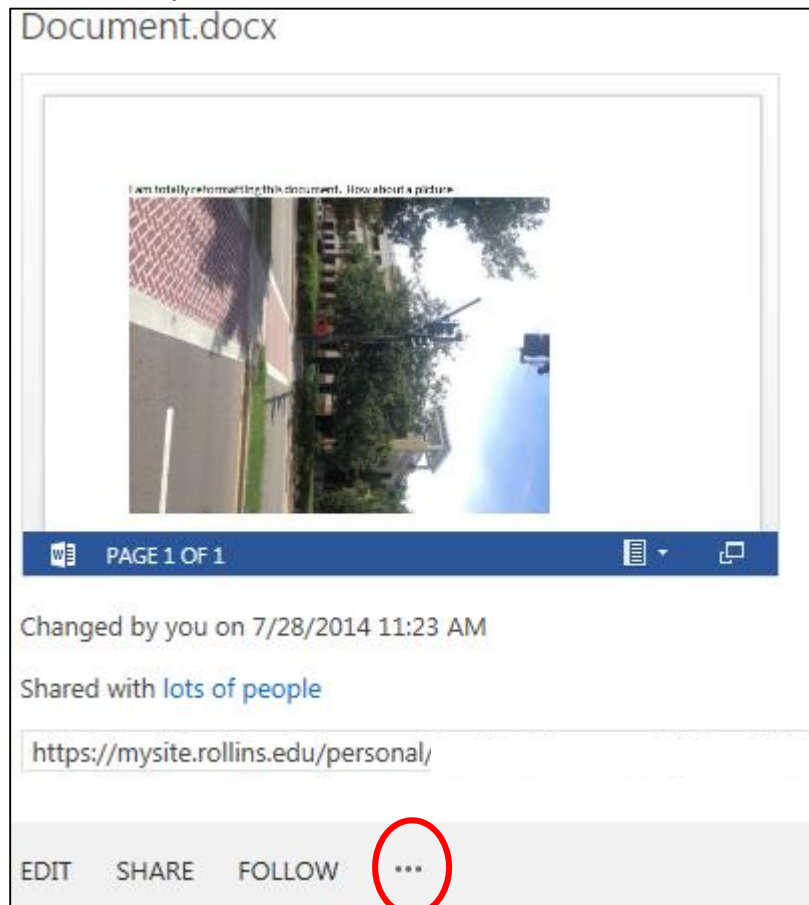 Document.docx
I am totally reformatting this document. How about a picture
PAGE 1 OF 1
Changed by you on 7/28/2014 11:23 AM
Shared with lots of people
https://mysite.rollins.edu/personal/
EDIT SHARE FOLLOW ...